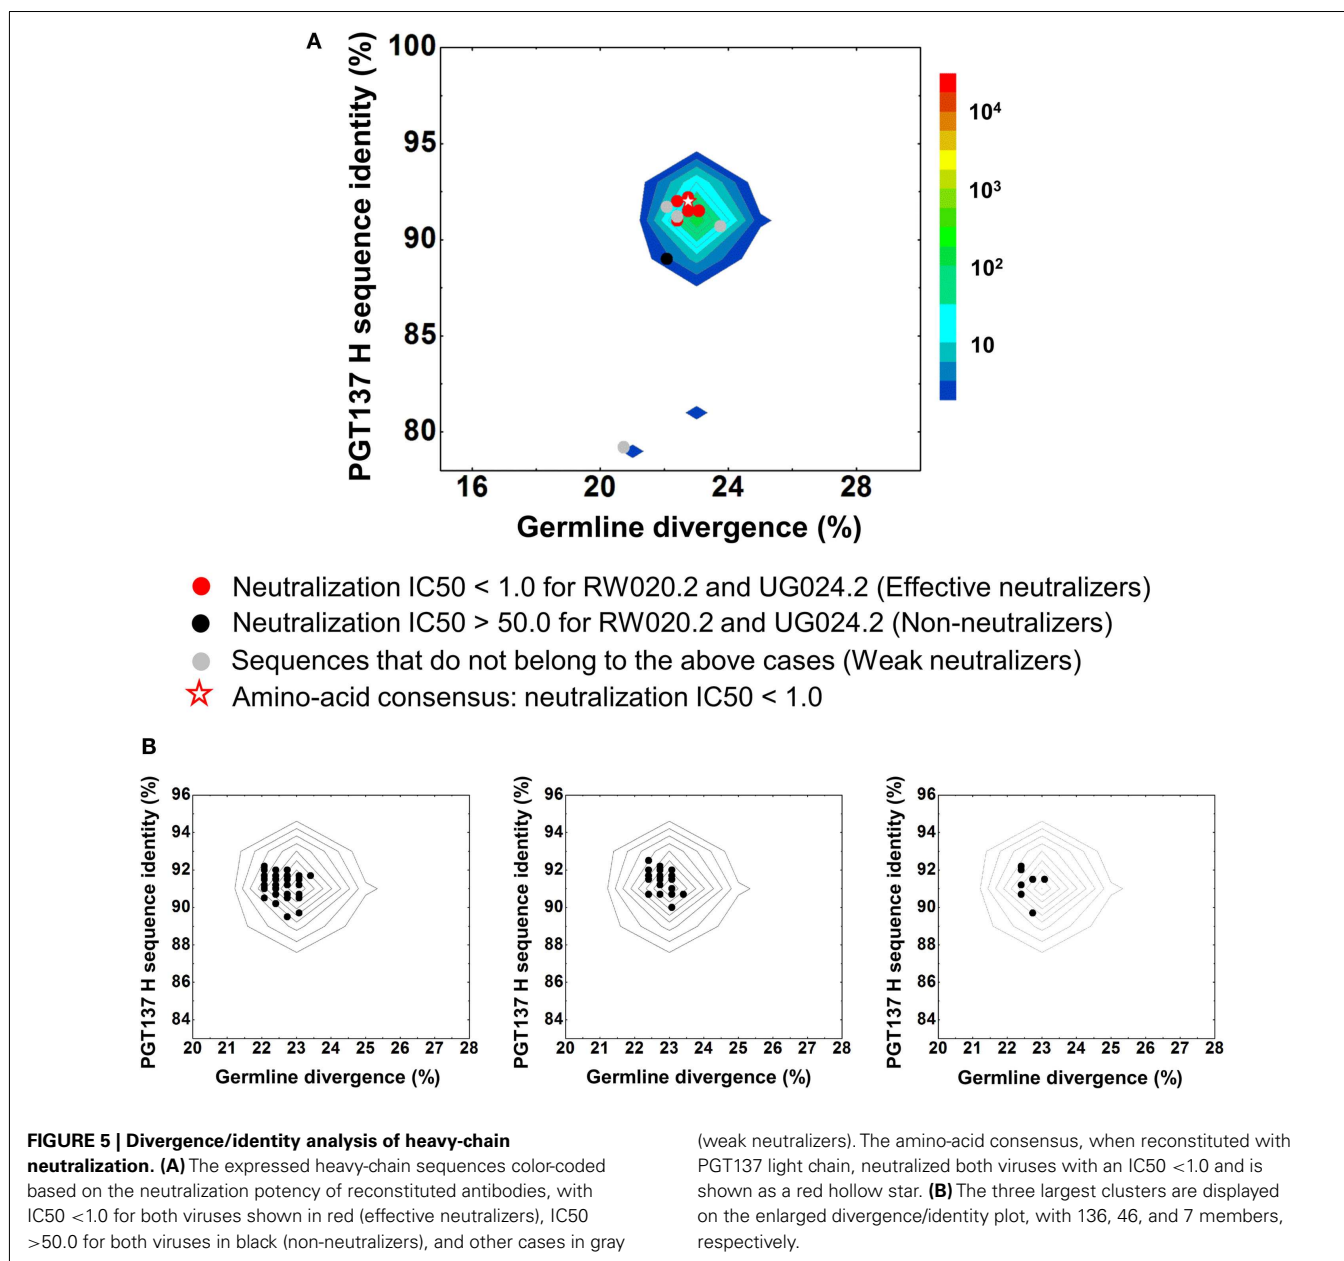 A
PGT137 H sequence identity (%)
100
95
90
85
80
16 20 24 28
Germline divergence (%)
10⁴
10³
10²
10
Neutralization IC50 < 1.0 for RW020.2 and UG024.2 (Effective neutralizers)
Neutralization IC50 > 50.0 for RW020.2 and UG024.2 (Non-neutralizers)
Sequences that do not belong to the above cases (Weak neutralizers)
Amino-acid consensus: neutralization IC50 < 1.0
B
PGT137 H sequence identity (%)
96
94
92
90
88
86
84
20 21 22 23 24 25 26 27 28
Germline divergence (%)
PGT137 H sequence identity (%)
96
94
92
90
88
86
84
20 21 22 23 24 25 26 27 28
Germline divergence (%)
PGT137 H sequence identity (%)
96
94
92
90
88
86
84
20 21 22 23 24 25 26 27 28
Germline divergence (%)
FIGURE 5 | Divergence/identity analysis of heavy-chain
neutralization. (A) The expressed heavy-chain sequences color-coded
based on the neutralization potency of reconstituted antibodies, with
IC50 <1.0 for both viruses shown in red (effective neutralizers), IC50
>50.0 for both viruses in black (non-neutralizers), and other cases in gray
(weak neutralizers). The amino-acid consensus, when reconstituted with
PGT137 light chain, neutralized both viruses with an IC50 <1.0 and is
shown as a red hollow star. (B) The three largest clusters are displayed
on the enlarged divergence/identity plot, with 136, 46, and 7 members,
respectively.